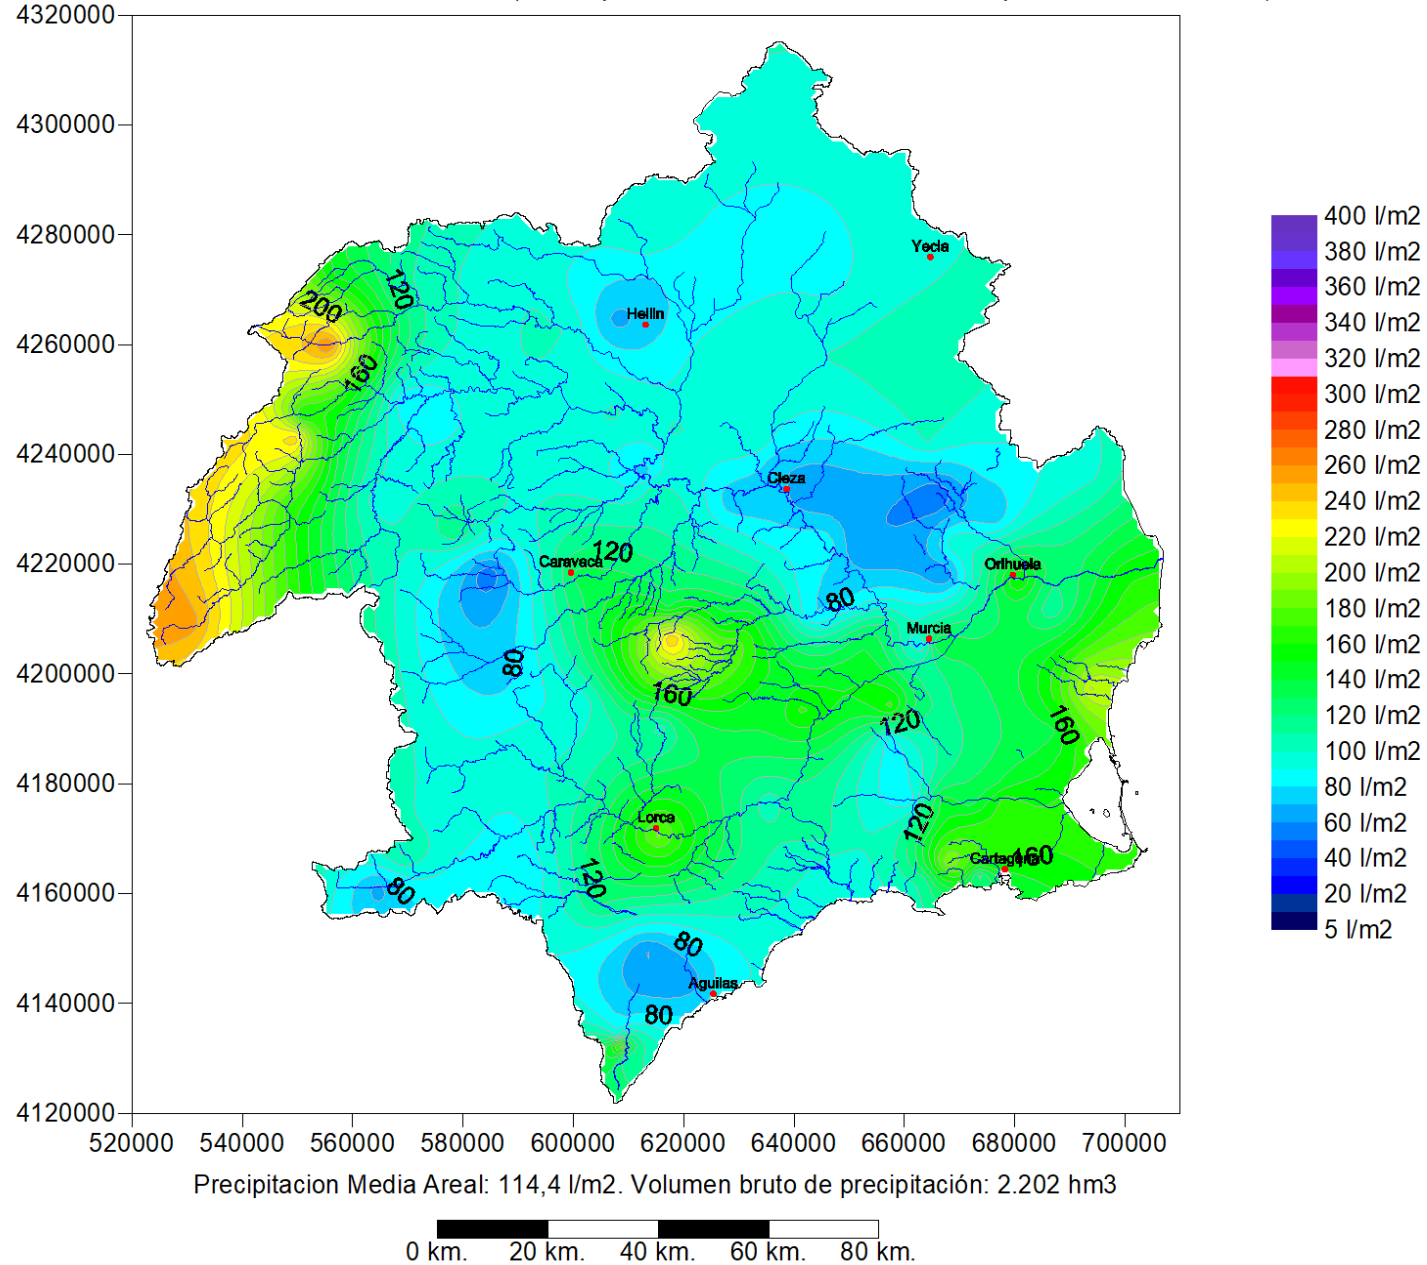 4320000
4300000
4280000
4260000
4240000
4220000
4200000
4180000
4160000
4140000
4120000
520000 540000 560000 580000 600000 620000 640000 660000 680000 700000
Yecla
120
200
Hellin
160
Cieza
120
Caravaca
Orihuela
80
Murcia
80
160
120
160
Lorca
120
160
Cartagena
120
80
80
Aguilas
80
400 l/m2
380 l/m2
360 l/m2
340 l/m2
320 l/m2
300 l/m2
280 l/m2
260 l/m2
240 l/m2
220 l/m2
200 l/m2
180 l/m2
160 l/m2
140 l/m2
120 l/m2
100 l/m2
80 l/m2
60 l/m2
40 l/m2
20 l/m2
5 l/m2
Precipitacion Media Areal: 114,4 l/m2. Volumen bruto de precipitación: 2.202 hm3
0 km. 20 km. 40 km. 60 km. 80 km.